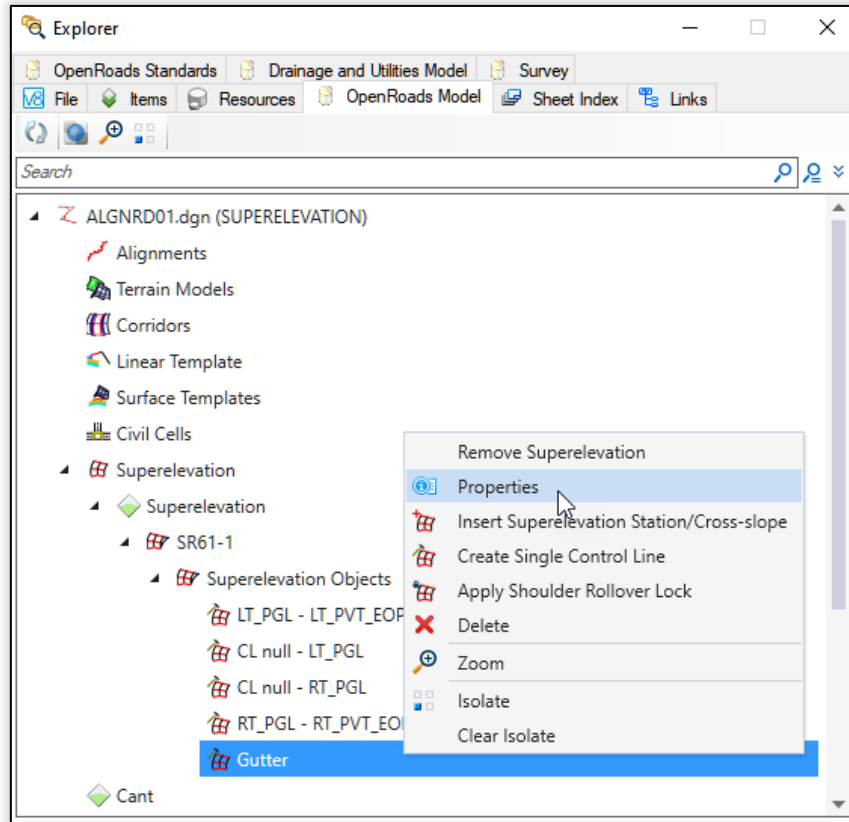 Explorer
OpenRoads Standards Drainage and Utilities Model Survey
V8 File Items Resources OpenRoads Model Sheet Index Links
Search
ALGNRD01.dgn (SUPERELEVATION)
Alignments
Terrain Models
Corridors
Linear Template
Surface Templates
Civil Cells
Superelevation
Superelevation
SR61-1
Superelevation Objects
LT_PGL - LT_PVT_EOP
CL null - LT_PGL
CL null - RT_PGL
RT_PGL - RT_PVT_EO
Gutter
Cant
Remove Superelevation
Properties
Insert Superelevation Station/Cross-slope
Create Single Control Line
Apply Shoulder Rollover Lock
Delete
Zoom
Isolate
Clear Isolate